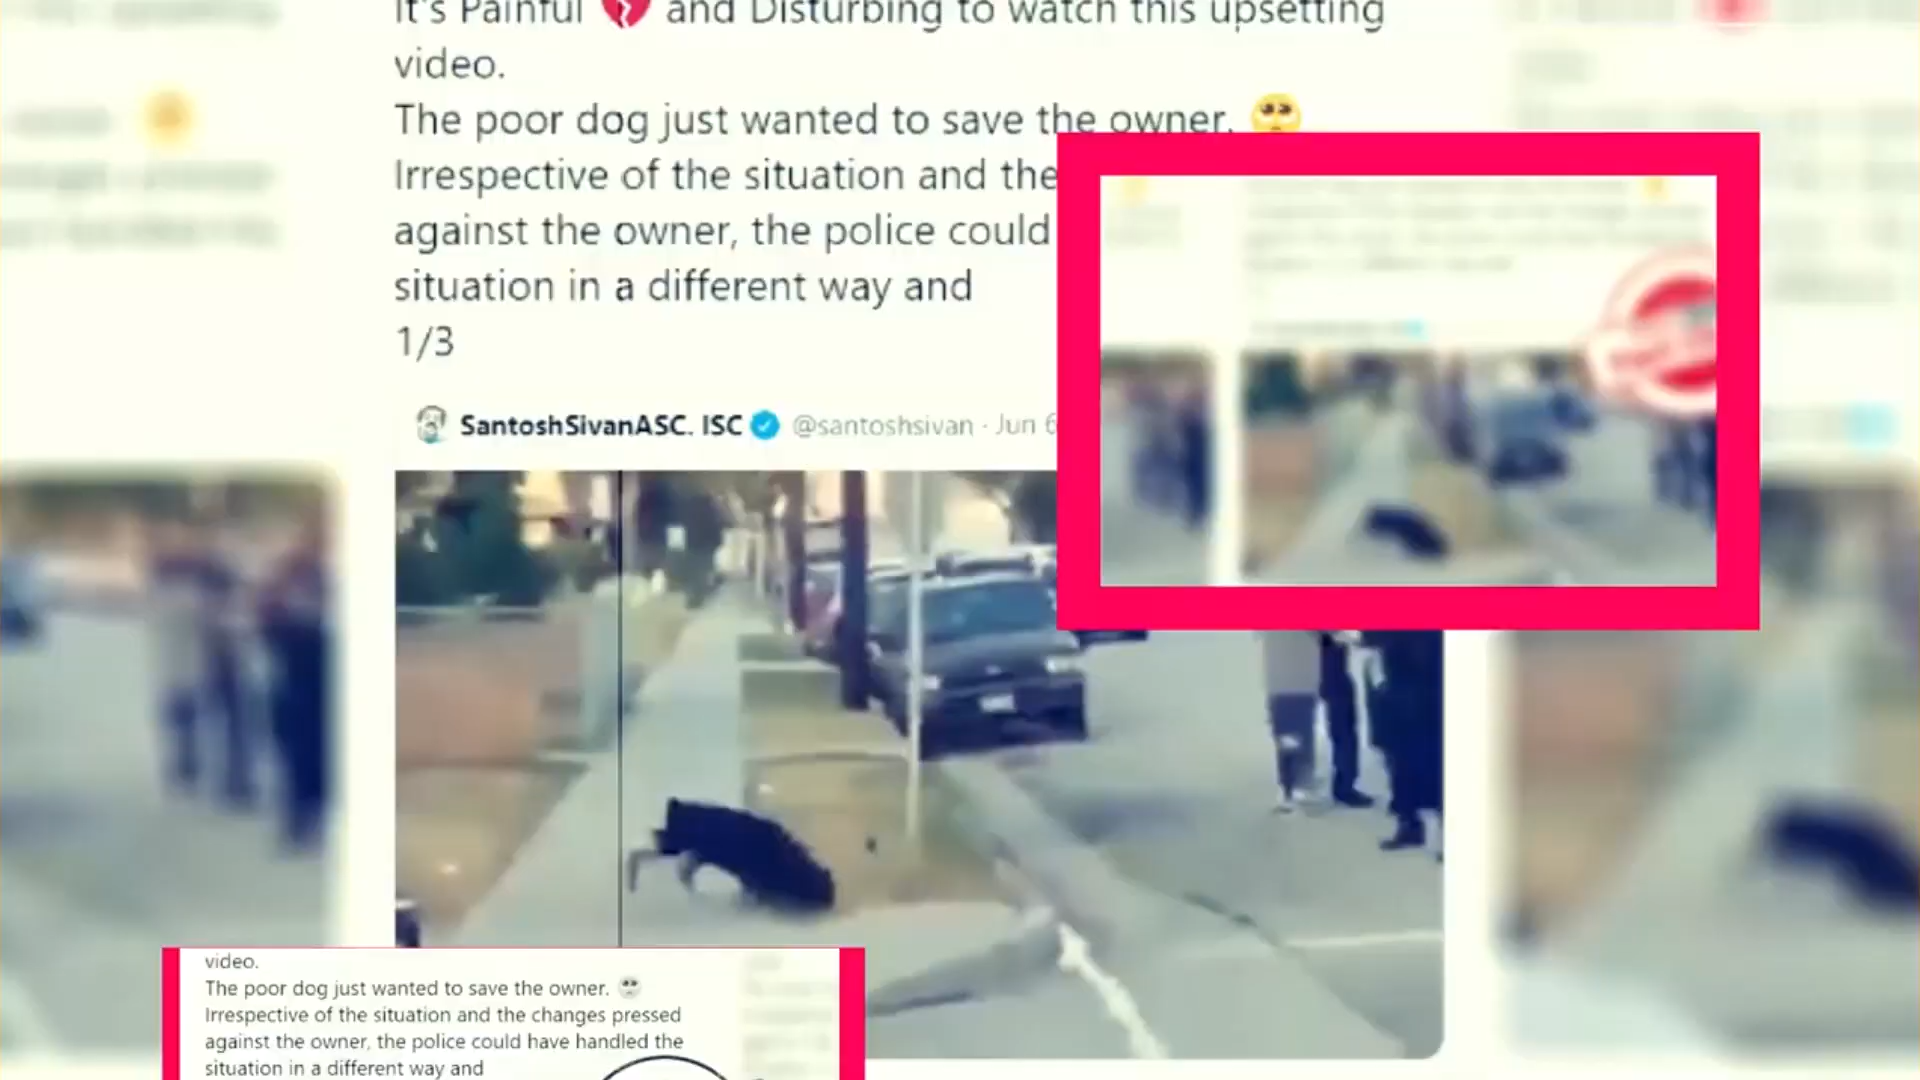 It's Painful 💔 and Disturbing to watch this upsetting
video.
The poor dog just wanted to save the owner. 🥺
Irrespective of the situation and the
against the owner, the police could
situation in a different way and
1/3
SantoshSivanASC. ISC @santoshsivan · Jun 6
video.
The poor dog just wanted to save the owner. 🥺
Irrespective of the situation and the changes pressed
against the owner, the police could have handled the
situation in a different way and